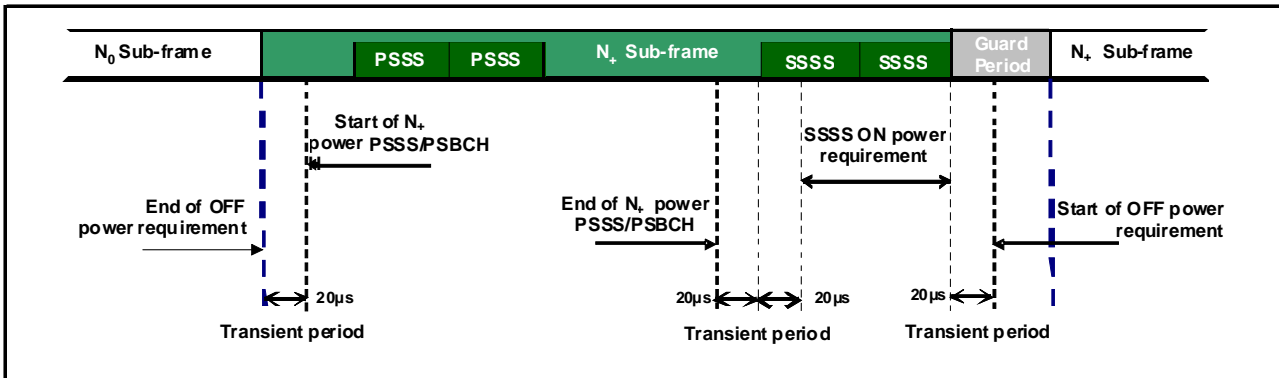 N0 Sub-frame
PSSS
PSSS
N+ Sub-frame
SSSS
SSSS
Guard
Period
N+ Sub-frame
Start of N+
power PSSS/PSBCH
SSSS ON power
requirement
End of OFF
power requirement
End of N+ power
PSSS/PSBCH
Start of OFF power
requirement
20µs
20µs
20µs
20µs
Transient period
Transient period
Transient period